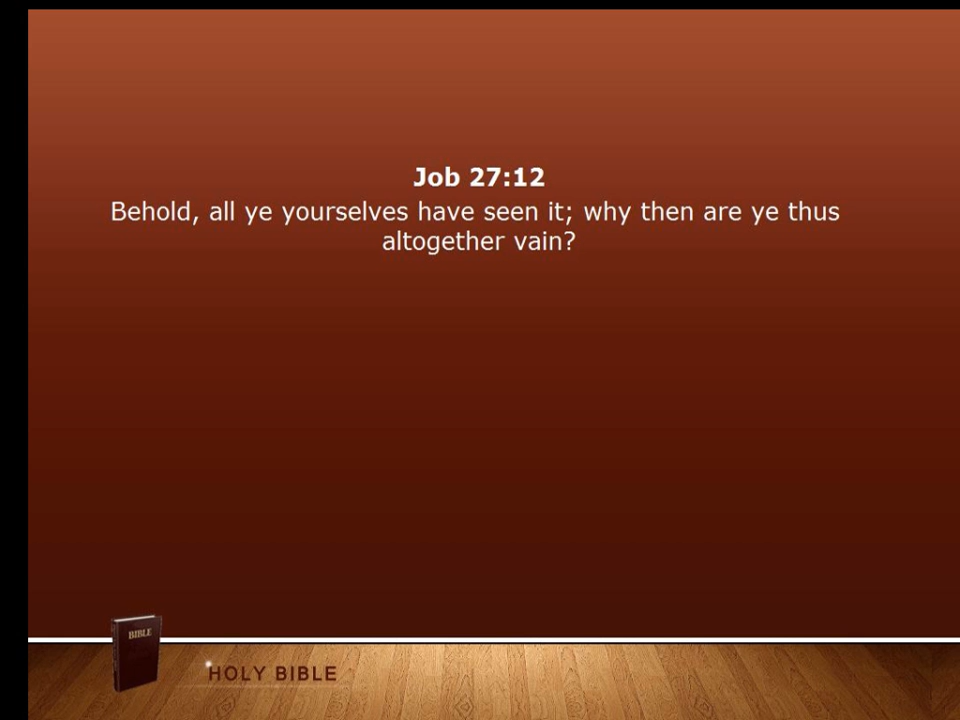 Job 27:12
Behold, all ye yourselves have seen it; why then are ye thus
altogether vain?
BIBLE
HOLY BIBLE